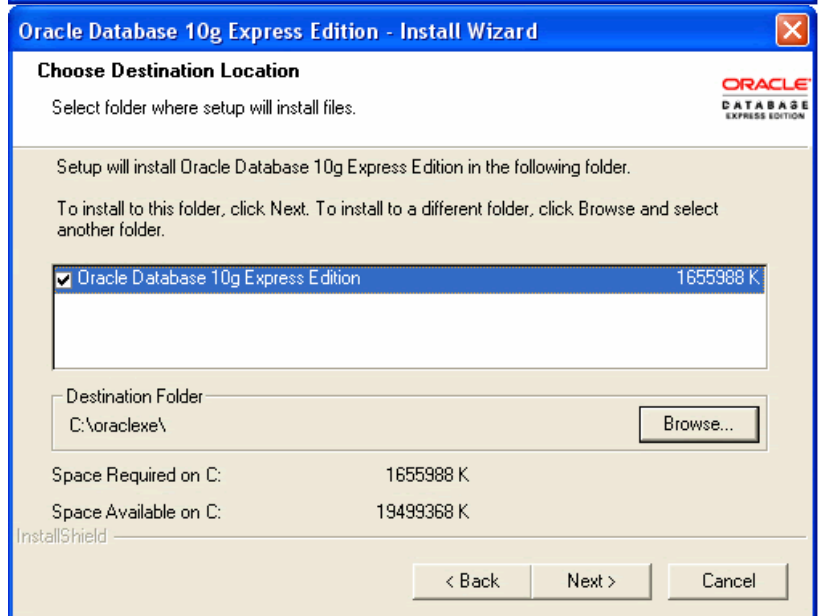 Oracle Database 10g Express Edition - Install Wizard
Choose Destination Location
Select folder where setup will install files.
ORACLE
DATABASE
EXPRESS EDITION
Setup will install Oracle Database 10g Express Edition in the following folder.
To install to this folder, click Next. To install to a different folder, click Browse and select
another folder.
Oracle Database 10g Express Edition 1655988 K
Destination Folder
C:\oraclexe\
Browse...
Space Required on C: 1655988 K
Space Available on C: 19499368 K
InstallShield
< Back Next > Cancel